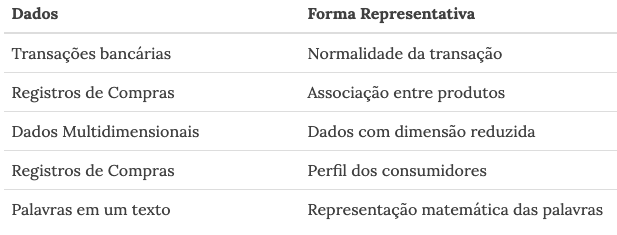 Dados Forma Representativa
Transações bancárias Normalidade da transação
Registros de Compras Associação entre produtos
Dados Multidimensionais Dados com dimensão reduzida
Registros de Compras Perfil dos consumidores
Palavras em um texto Representação matemática das palavras